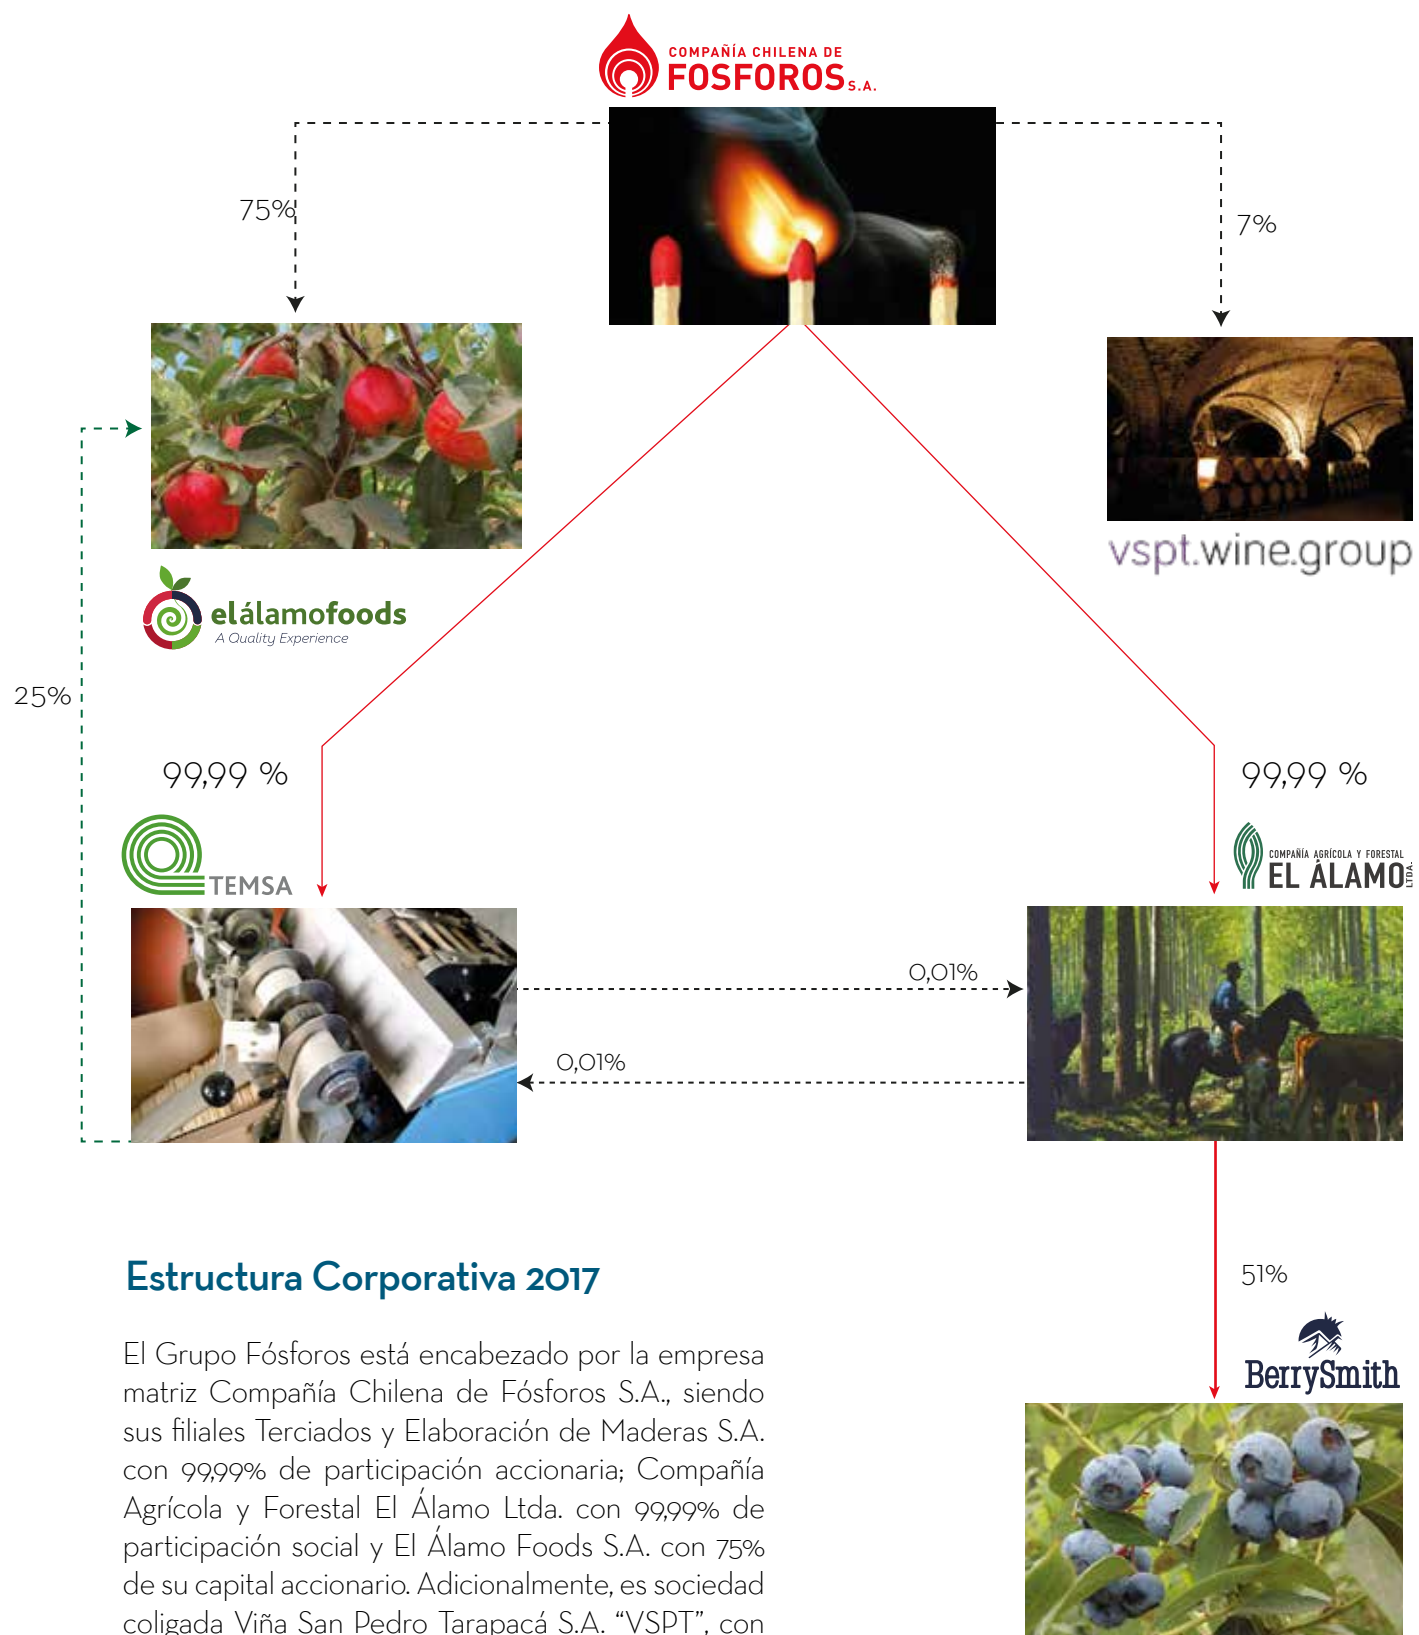 COMPAÑÍA CHILENA DE
FOSFOROS S.A.
75%
7%
vspt.wine.group
elálamofoods
A Quality Experience
25%
99,99 %
99,99 %
TEMSA
COMPAÑÍA AGRÍCOLA Y FORESTAL
EL ÁLAMO LTDA.
0,01%
0,01%
51%
BerrySmith
Estructura Corporativa 2017
El Grupo Fósforos está encabezado por la empresa
matriz Compañía Chilena de Fósforos S.A., siendo
sus filiales Terciados y Elaboración de Maderas S.A.
con 99,99% de participación accionaria; Compañía
Agrícola y Forestal El Álamo Ltda. con 99,99% de
participación social y El Álamo Foods S.A. con 75%
de su capital accionario. Adicionalmente, es sociedad
coligada Viña San Pedro Tarapacá S.A. “VSPT”, con